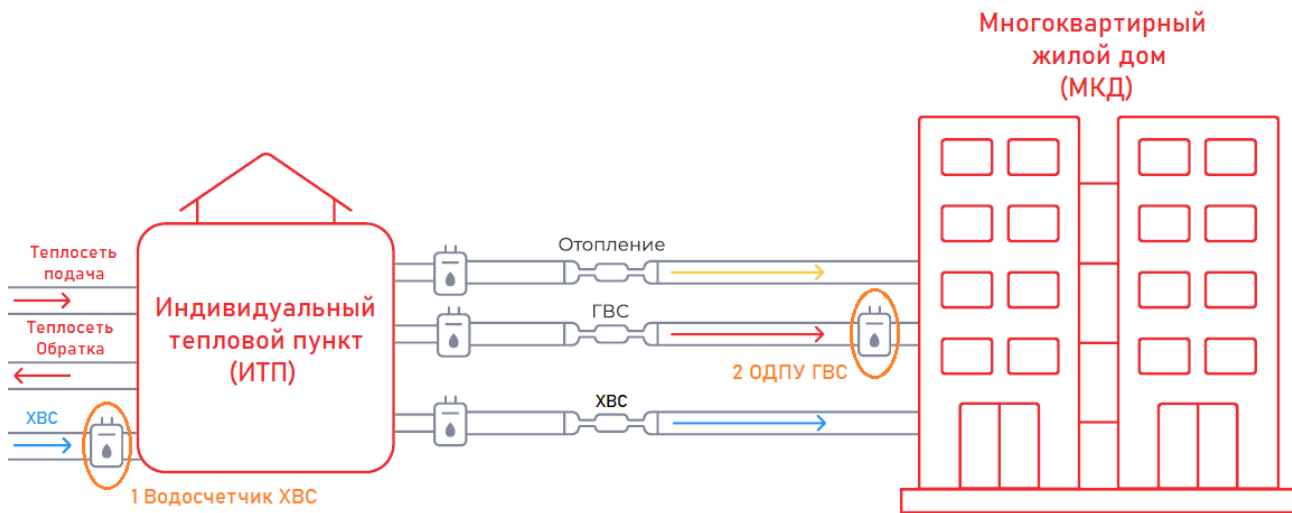 Многоквартирный
жилой дом
(МКД)
Теплосеть
подача
Отопление
Индивидуальный
тепловой пункт
(ИТП)
ГВС
Теплосеть
Обратка
2 ОДПУ ГВС
ХВС
ХВС
1 Водосчетчик ХВС